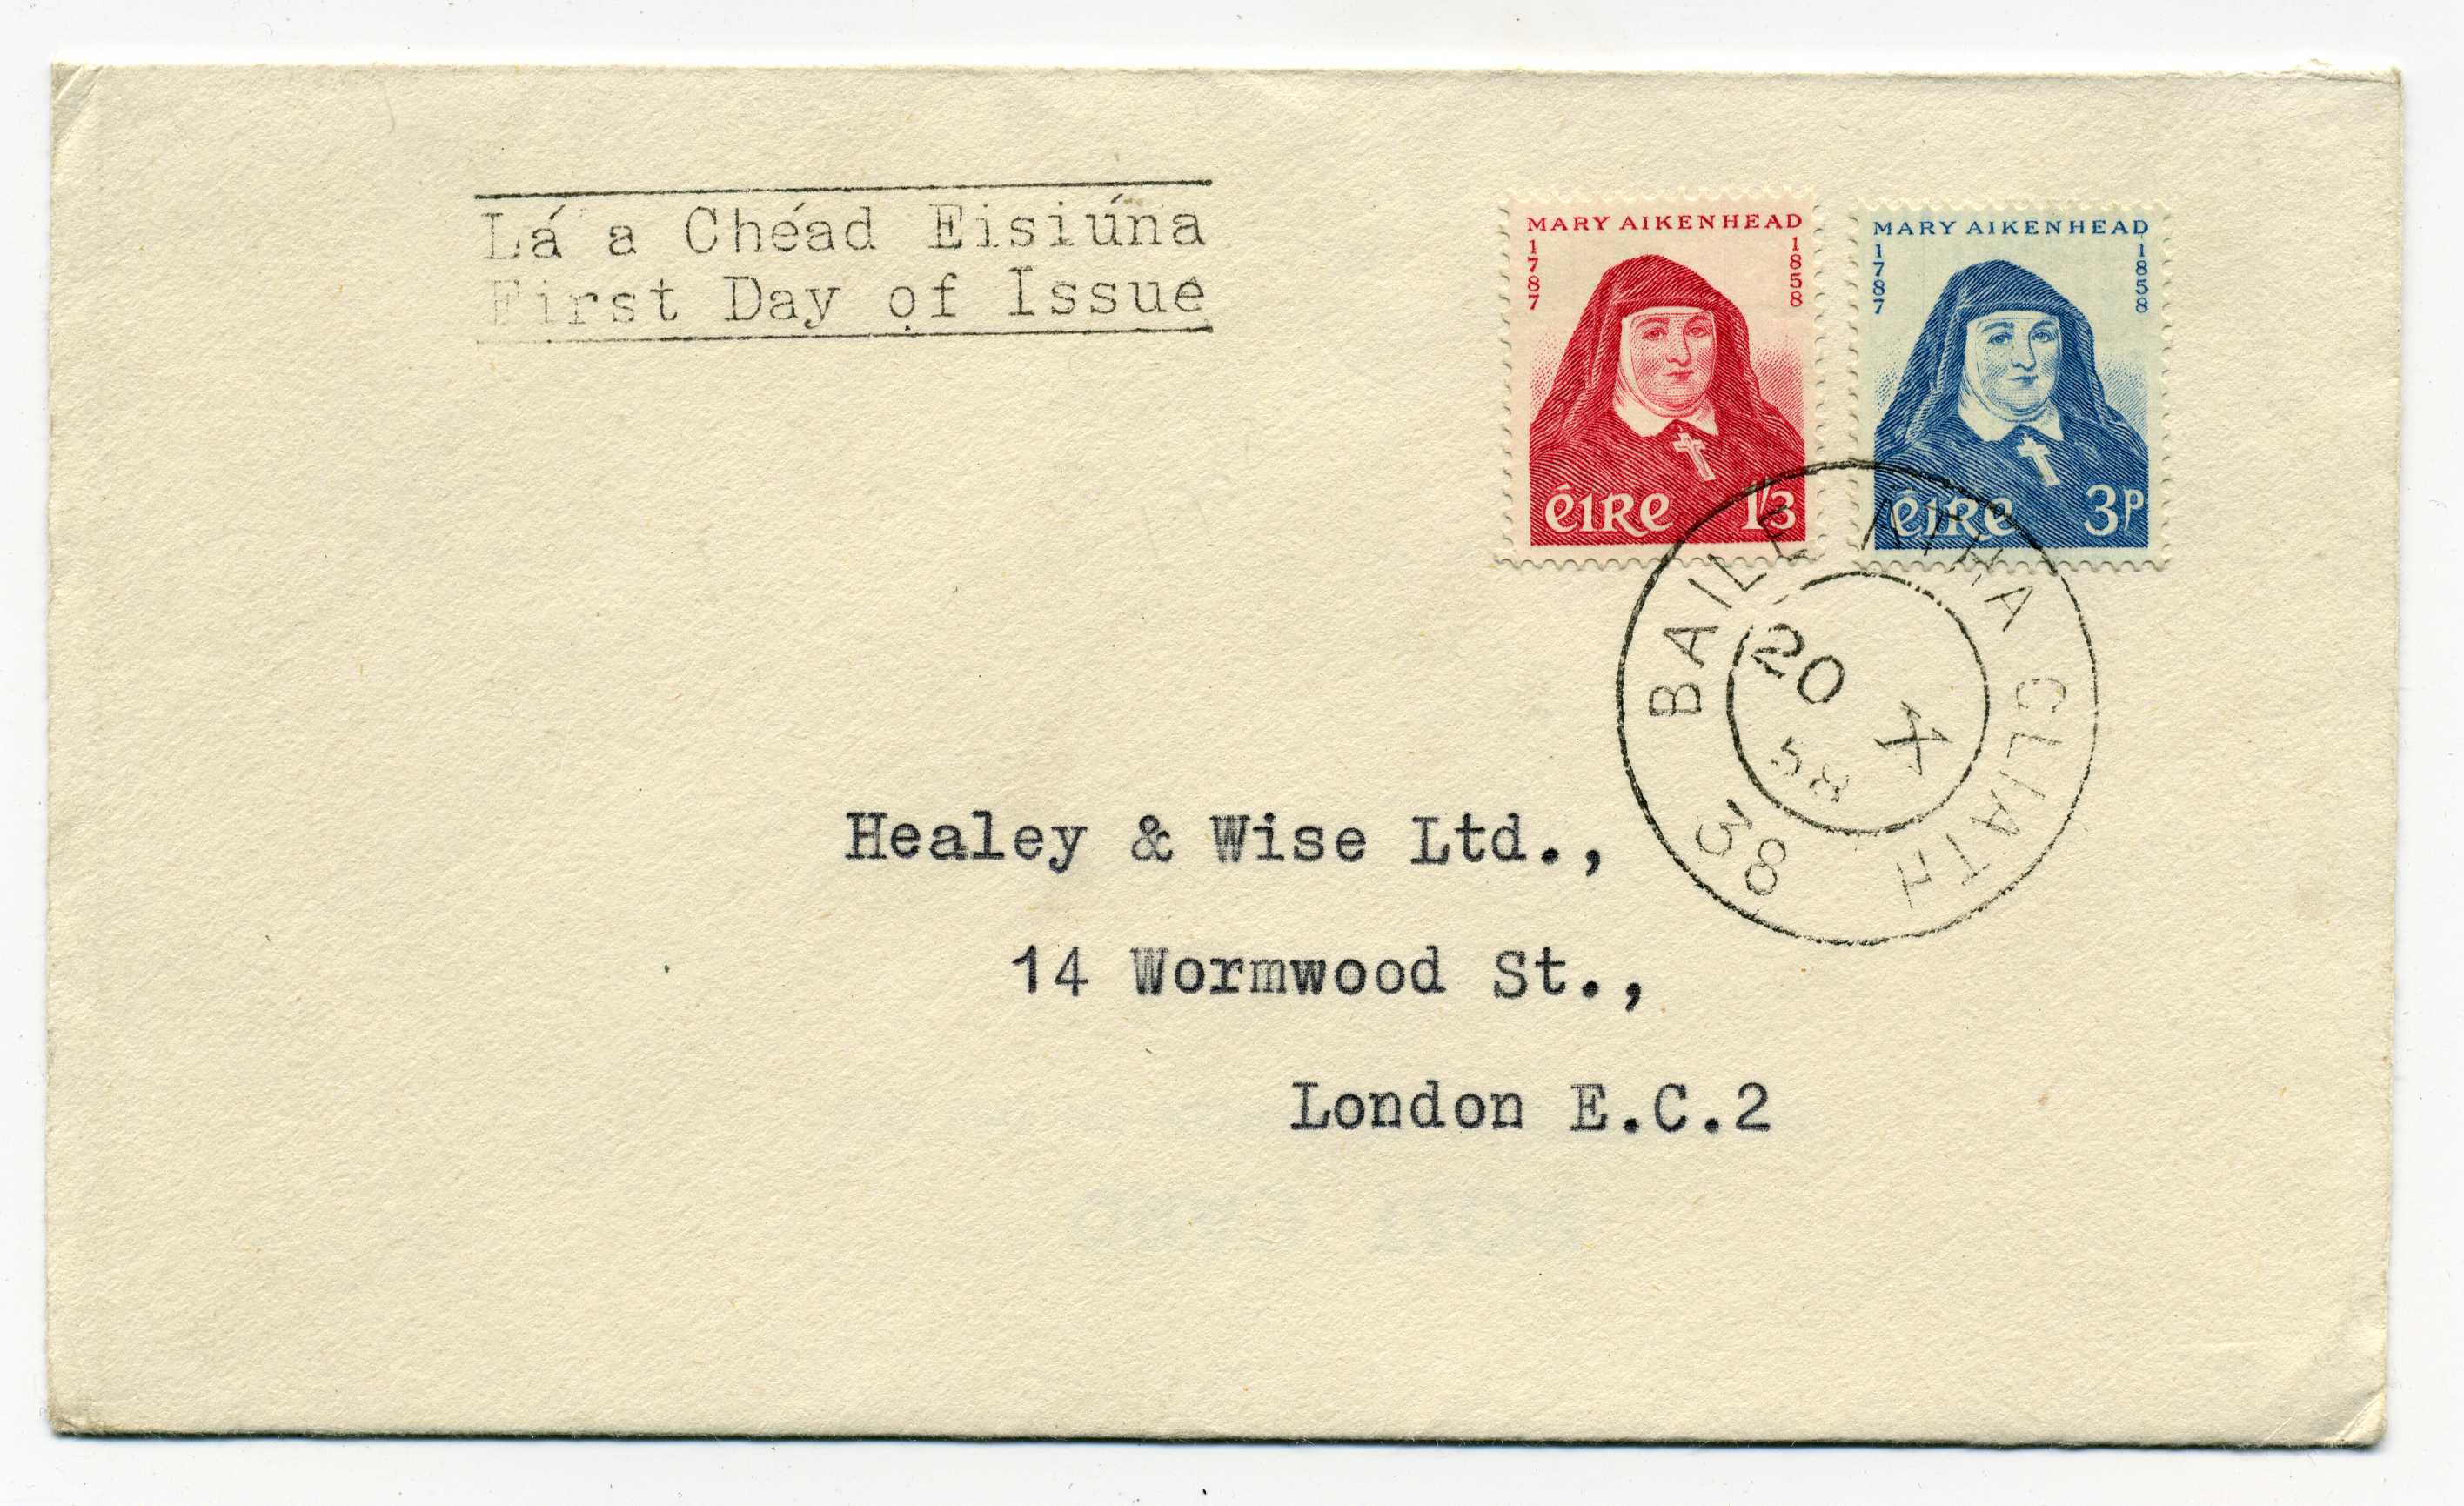 Lá a Chéad Eisiúna
First Day of Issue
MARY AIKENHEAD
1787
1858
éire
1/3
MARY AIKENHEAD
1787
1858
éire
3p
BAILE ÁTHA CLIATH
20
X
58
38
Healey & Wise Ltd.,
14 Wormwood St.,
London E.C.2